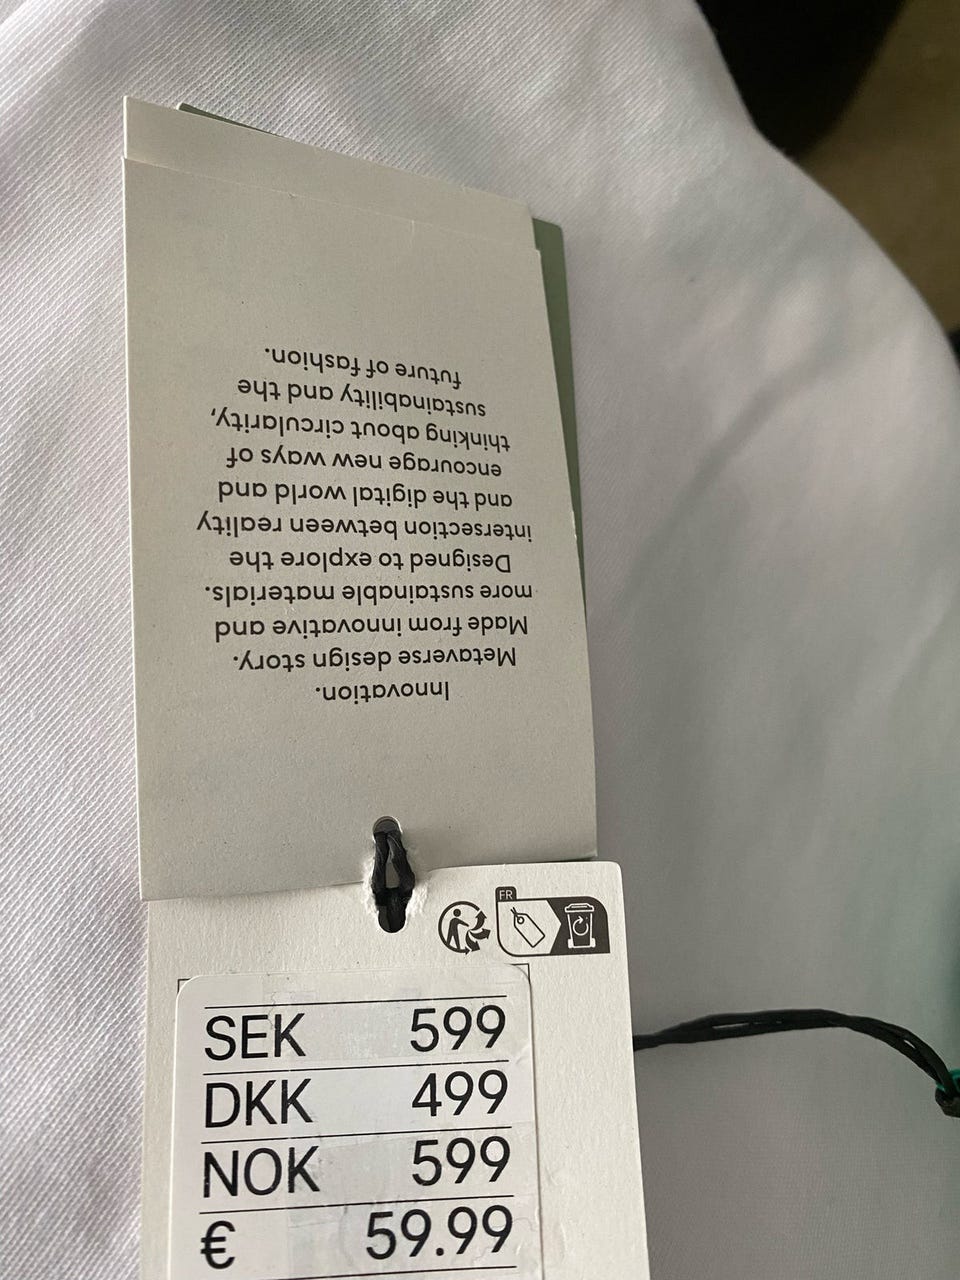 Innovation.
Metaverse design story.
Made from innovative and
more sustainable materials.
Designed to explore the
intersection between reality
and the digital world and
encourage new ways of
thinking about circularity,
sustainability and the
future of fashion.
FR
SEK 599
DKK 499
NOK 599
€ 59.99